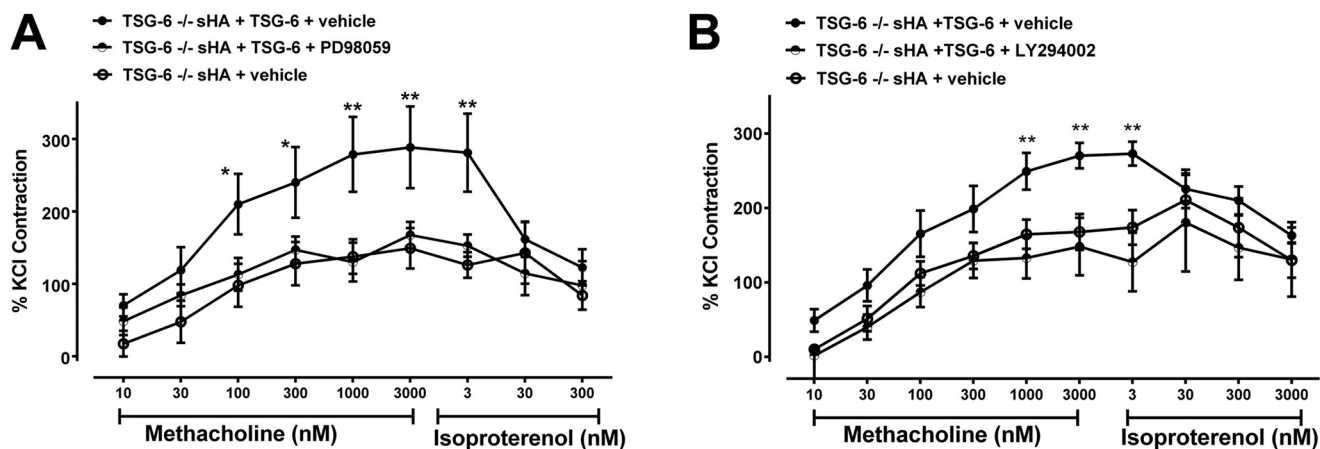 A
TSG-6 -/- sHA + TSG-6 + vehicle
TSG-6 -/- sHA + TSG-6 + PD98059
TSG-6 -/- sHA + vehicle
% KCl Contraction
300
200
100
0
* * ** ** **
10 30 100 300 1000 3000 3 30 300
Methacholine (nM) Isoproterenol (nM)
B
TSG-6 -/- sHA +TSG-6 + vehicle
TSG-6 -/- sHA +TSG-6 + LY294002
TSG-6 -/- sHA + vehicle
% KCl Contraction
300
200
100
0
** ** **
10 30 100 300 1000 3000 3 30 300 3000
Methacholine (nM) Isoproterenol (nM)